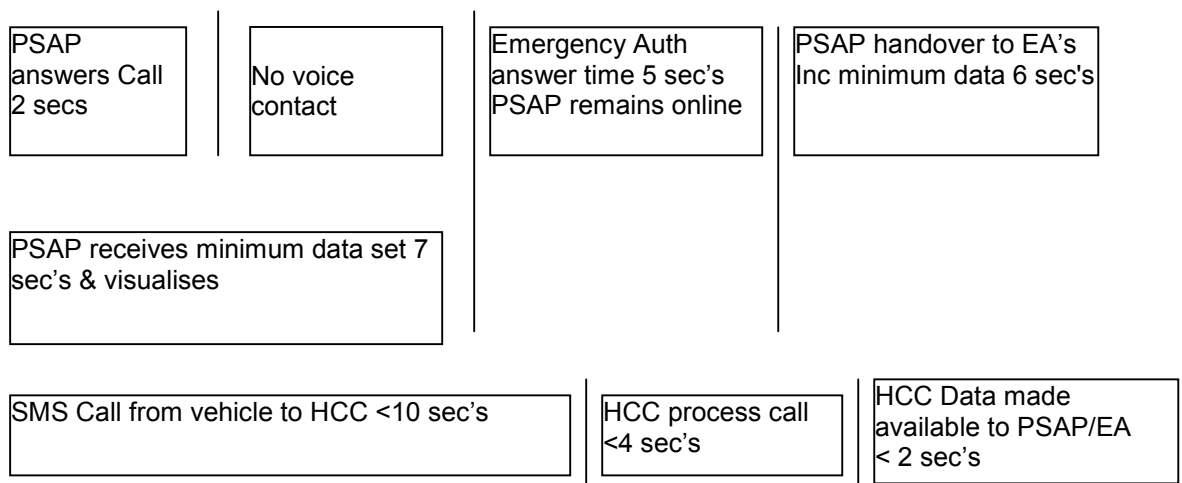 PSAP
answers Call
2 secs
No voice
contact
Emergency Auth
answer time 5 sec’s
PSAP remains online
PSAP handover to EA’s
Inc minimum data 6 sec's
PSAP receives minimum data set 7
sec’s & visualises
SMS Call from vehicle to HCC <10 sec’s
HCC process call
<4 sec’s
HCC Data made
available to PSAP/EA
< 2 sec’s